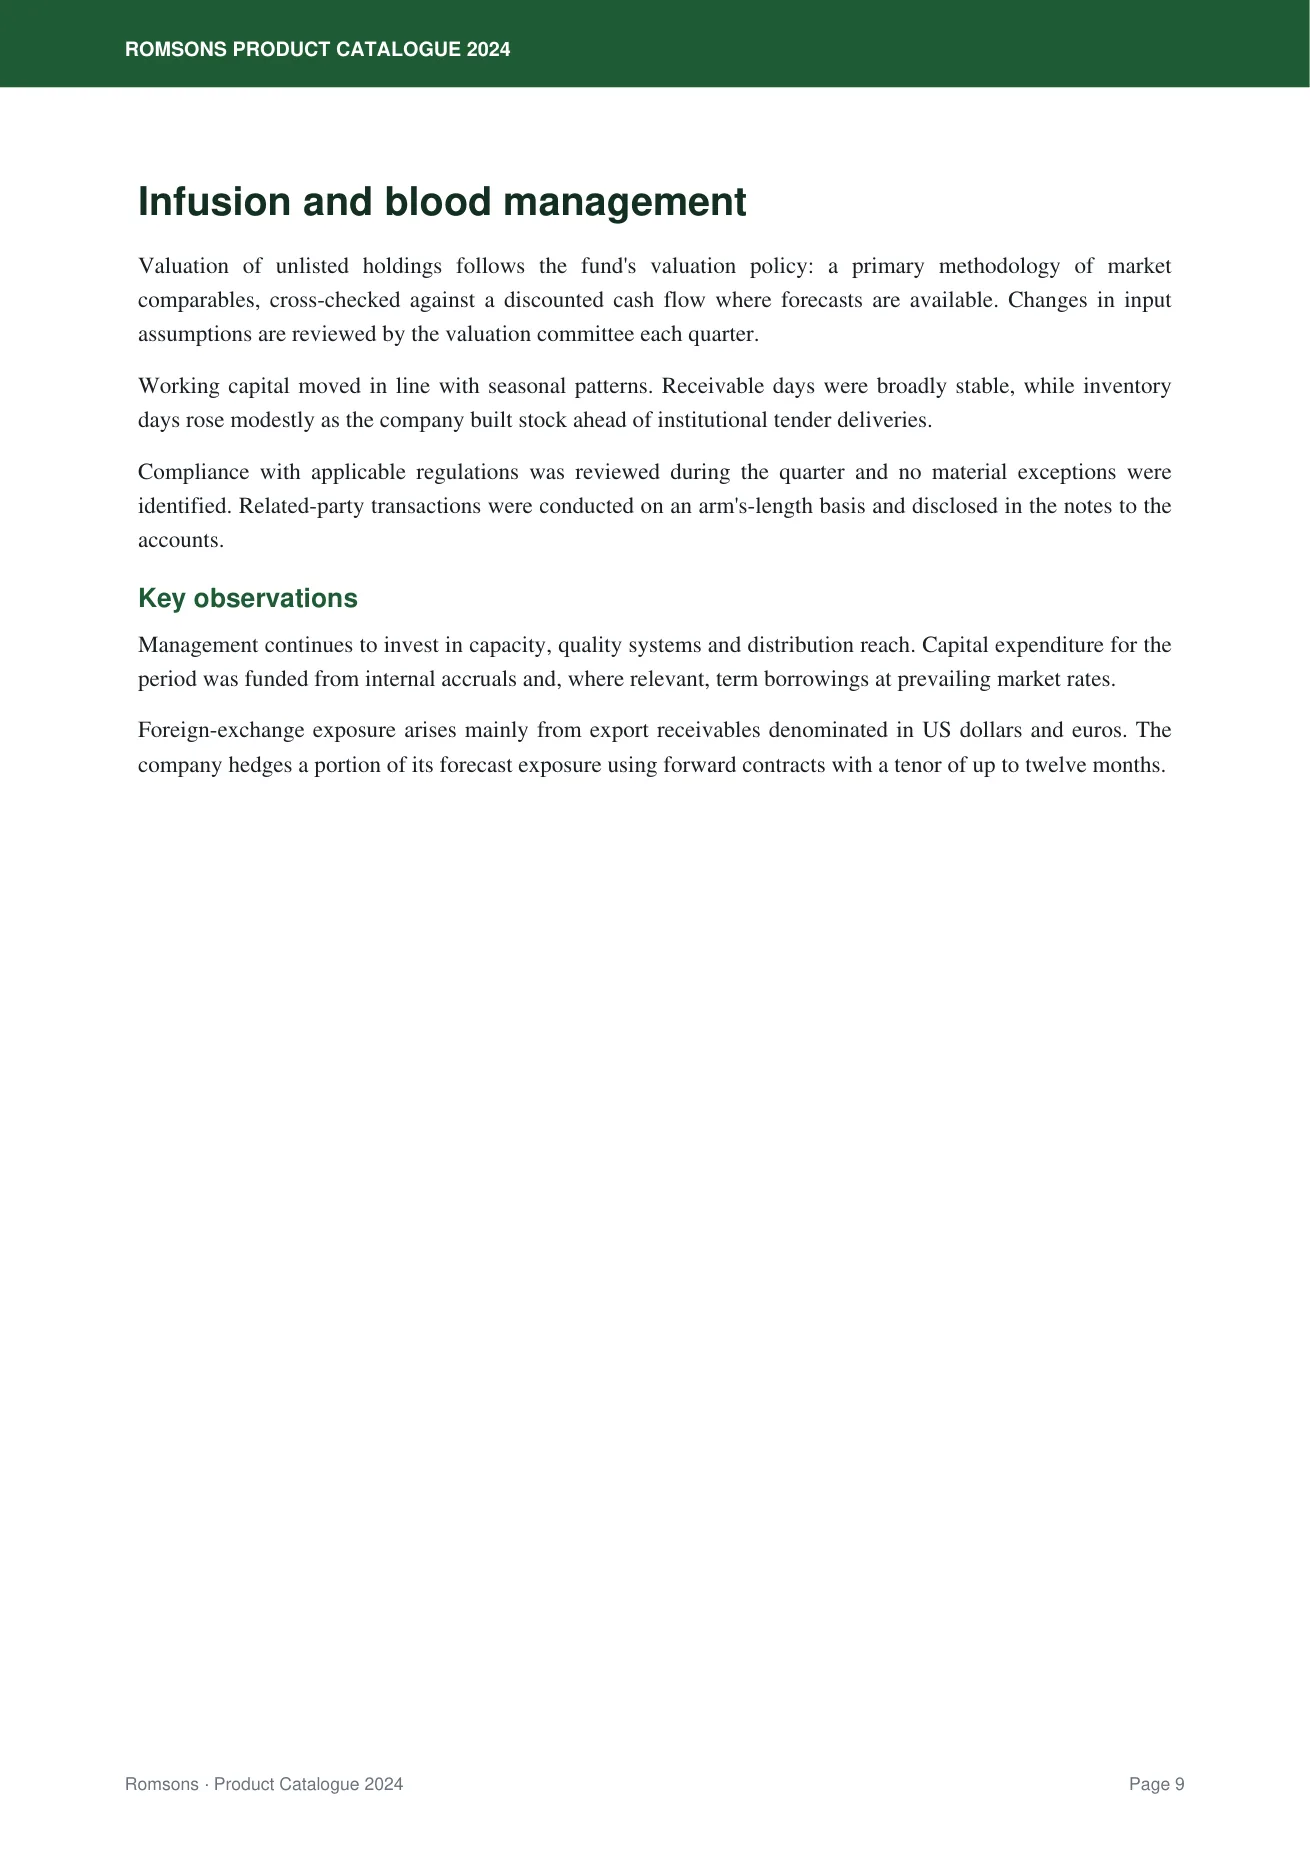 ROMSONS PRODUCT CATALOGUE 2024
Infusion and blood management
Valuation of unlisted holdings follows the fund's valuation policy: a primary methodology of market
comparables, cross-checked against a discounted cash flow where forecasts are available. Changes in input
assumptions are reviewed by the valuation committee each quarter.
Working capital moved in line with seasonal patterns. Receivable days were broadly stable, while inventory
days rose modestly as the company built stock ahead of institutional tender deliveries.
Compliance with applicable regulations was reviewed during the quarter and no material exceptions were
identified. Related-party transactions were conducted on an arm's-length basis and disclosed in the notes to the
accounts.
Key observations
Management continues to invest in capacity, quality systems and distribution reach. Capital expenditure for the
period was funded from internal accruals and, where relevant, term borrowings at prevailing market rates.
Foreign-exchange exposure arises mainly from export receivables denominated in US dollars and euros. The
company hedges a portion of its forecast exposure using forward contracts with a tenor of up to twelve months.
Romsons · Product Catalogue 2024
Page 9